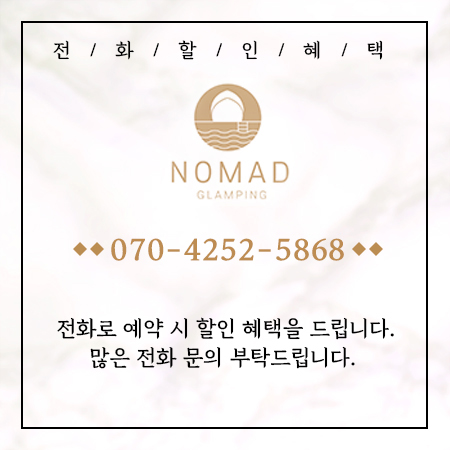 전 / 화 / 할 / 인 / 혜 / 택
NOMAD
GLAMPING
◆◆070-4252-5868◆◆
전화로 예약 시 할인 혜택을 드립니다.
많은 전화 문의 부탁드립니다.